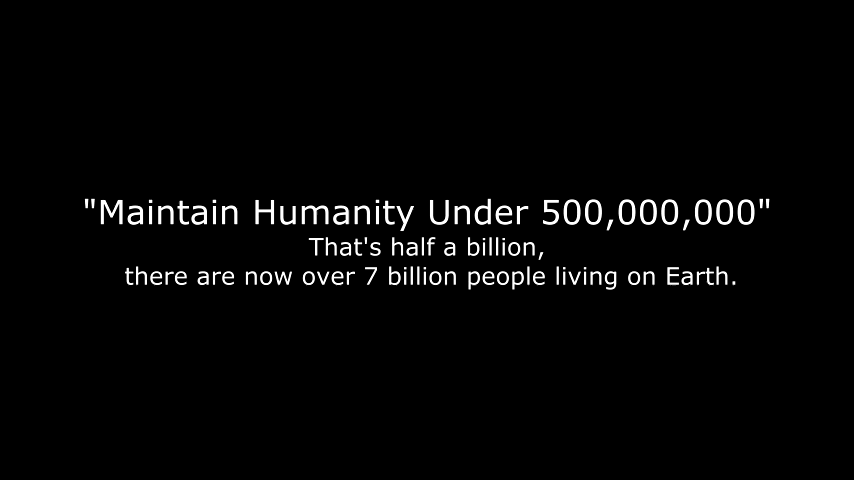 "Maintain Humanity Under 500,000,000"
That's half a billion,
there are now over 7 billion people living on Earth.